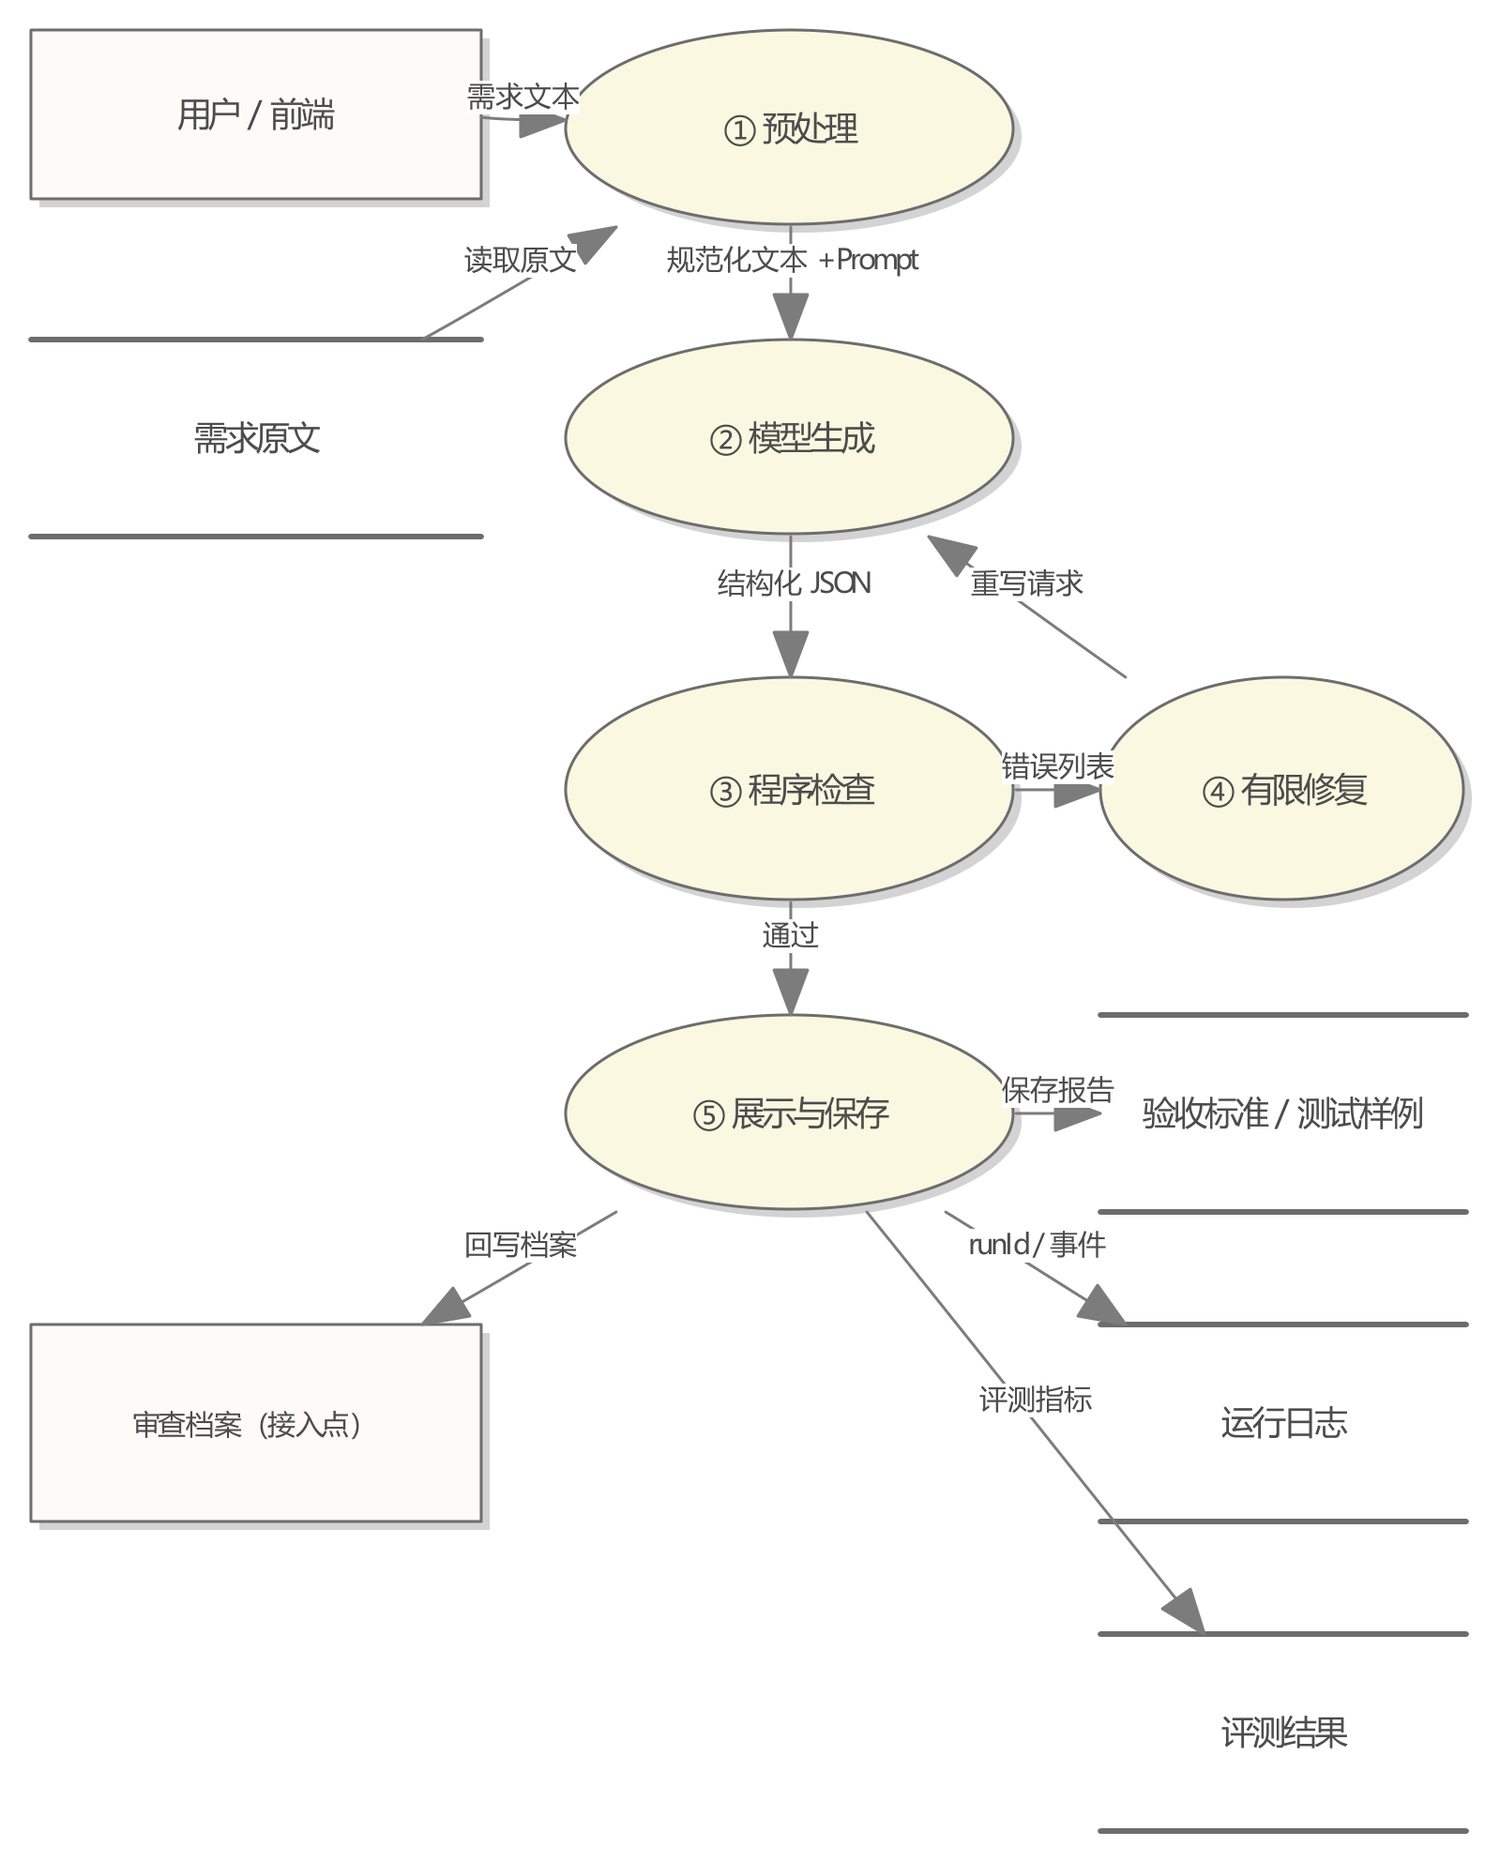 用户 / 前端
需求文本
① 预处理
读取原文
规范化文本 + Prompt
需求原文
② 模型生成
结构化 JSON
重写请求
③ 程序检查
错误列表
④ 有限修复
通过
⑤ 展示与保存
保存报告
验收标准 / 测试样例
回写档案
runId / 事件
审查档案（接入点）
评测指标
运行日志
评测结果